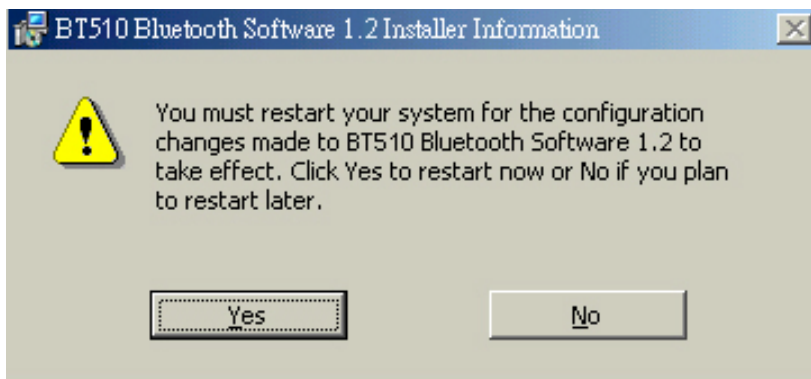 BT510 Bluetooth Software 1.2 Installer Information
You must restart your system for the configuration
changes made to BT510 Bluetooth Software 1.2 to
take effect. Click Yes to restart now or No if you plan
to restart later.
Yes
No